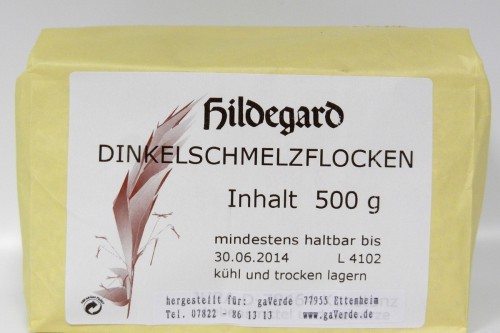 Hildegard
DINKELSCHMELZFLOCKEN
Inhalt 500 g
mindestens haltbar bis
30.06.2014 L 4102
kühl und trocken lagern
hergestellt für: gaVerde 77955 Ettenheim
Tel. 07822 - 86 13 13 www.gaVerde.de